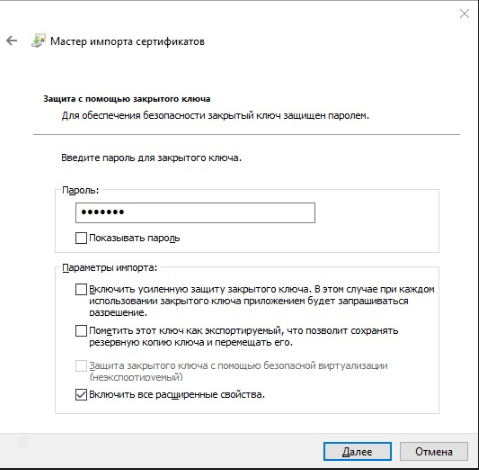 Мастер импорта сертификатов
Защита с помощью закрытого ключа
Для обеспечения безопасности закрытый ключ защищен паролем.
Введите пароль для закрытого ключа.
Пароль:
•••••••
Показывать пароль
Параметры импорта:
Включить усиленную защиту закрытого ключа. В этом случае при каждом
использовании закрытого ключа приложением будет запрашиваться
разрешение.
Пометить этот ключ как экспортируемый, что позволит сохранять
резервную копию ключа и перемещать его.
Защита закрытого ключа с помощью безопасной виртуализации
(неэкспортируемый)
Включить все расширенные свойства.
Далее
Отмена